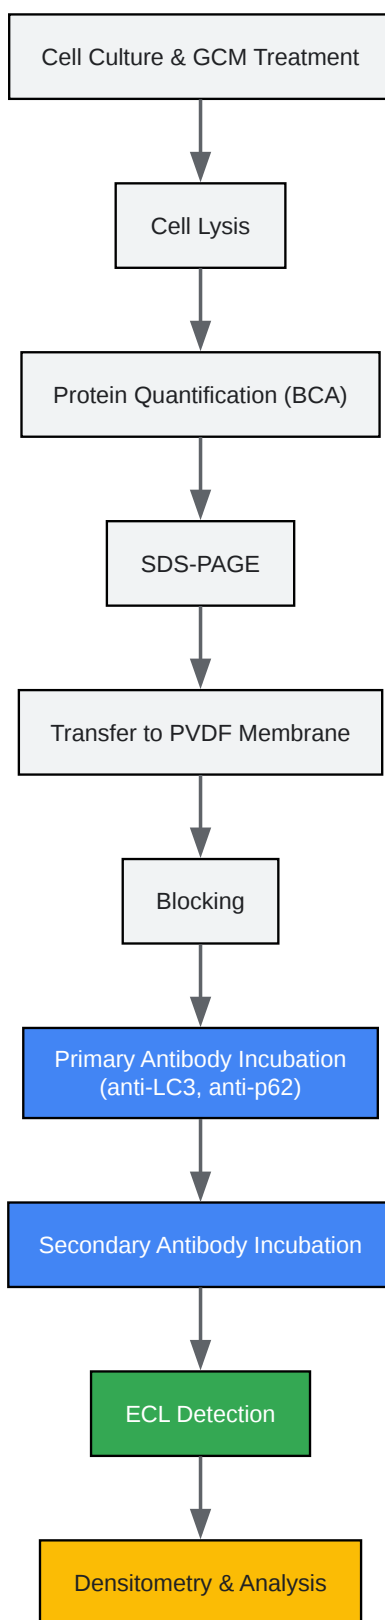 Cell Culture & GCM Treatment
Cell Lysis
Protein Quantification (BCA)
SDS-PAGE
Transfer to PVDF Membrane
Blocking
Primary Antibody Incubation
(anti-LC3, anti-p62)
Secondary Antibody Incubation
ECL Detection
Densitometry & Analysis